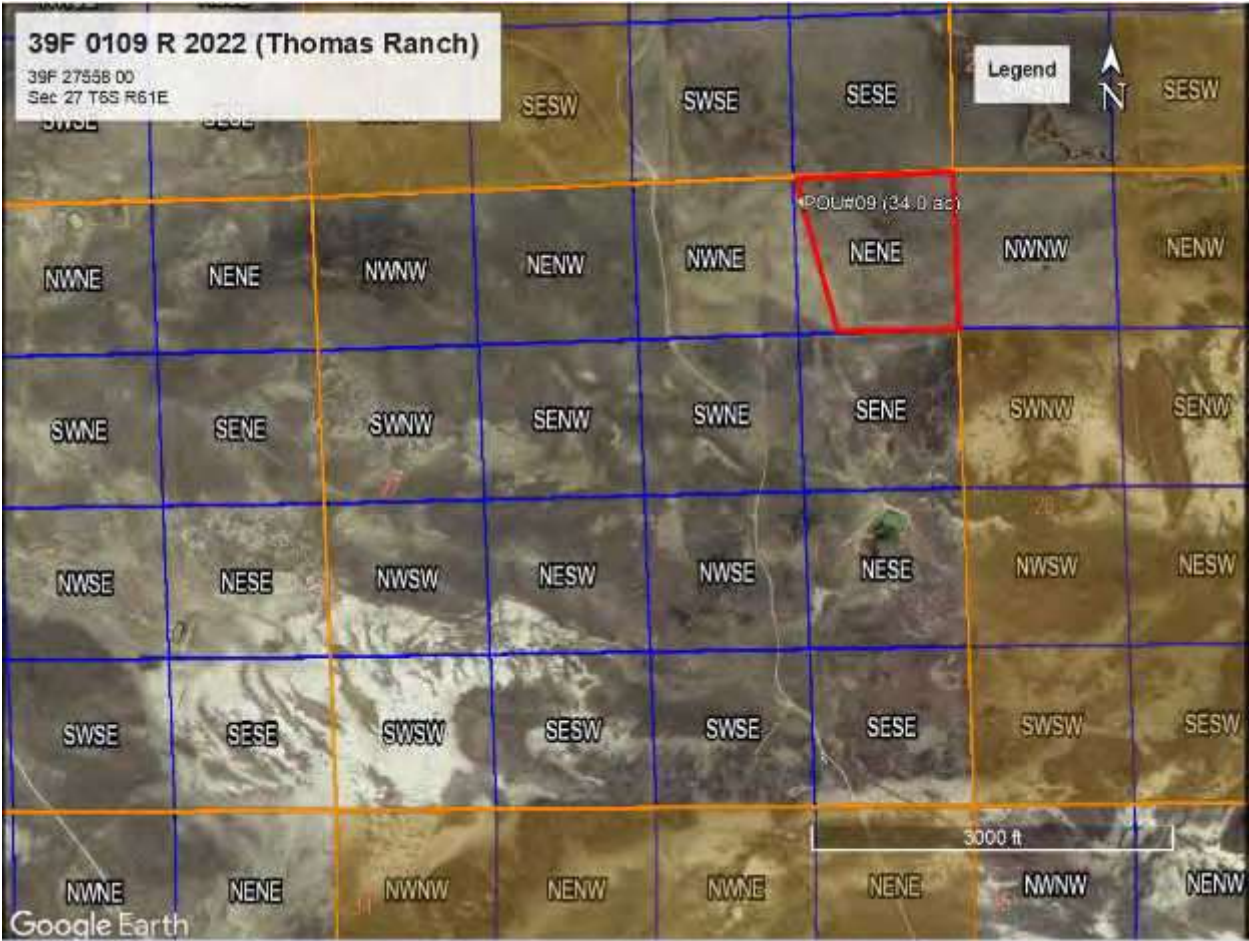 39F 0109 R 2022 (Thomas Ranch)
39F 27558 00
Sec 27 T6S R61E
Legend
N
SWSE SESE SESW SWSE SESE SESW
POU#09 (34.0 ac)
NWNE NENE NWNW NENW NWNE NENE NWNW NENW
SWNE SENE SWNW SENW SWNE SENE SWNW SENW
NWSE NESE NWSW NESW NWSE NESE NWSW NESW
SWSE SESE SWSW SESW SWSE SESE SWSW SESW
3000 ft
NWNE NENE NWNW NENW NWNE NENE NWNW NENW
Google Earth